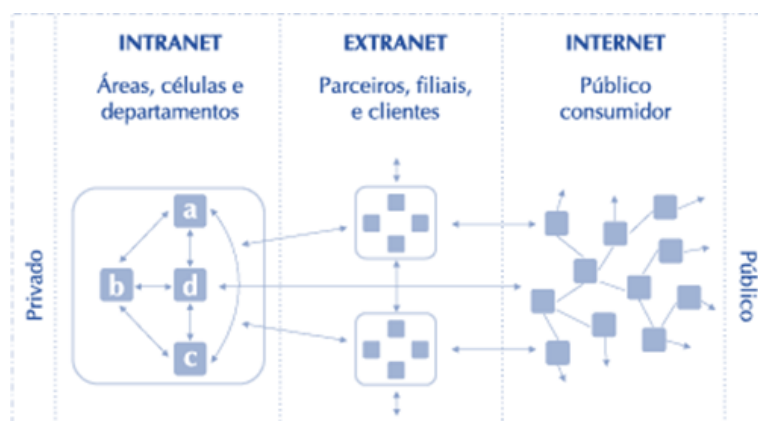 INTRANET
Áreas, células e
departamentos
EXTRANET
Parceiros, filiais,
e clientes
INTERNET
Público
consumidor
Privado
a
b
d
c
Público